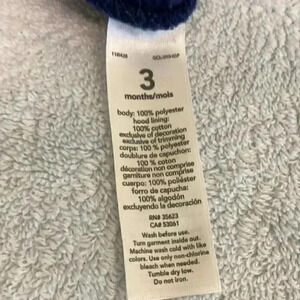 3
months/mois
body: 100% polyester
hood lining:
100% cotton
exclusive of decoration
exclusive of trimming
corps: 100 % polyester
doublure de capuchon:
100 % coton
décoration non comprise
garniture non comprise
cuerpo: 100% poliéster
forro de capucha:
100% algodón
excluyendo la decoración
RN# 35623
CA# 53061
Wash before use.
Turn garment inside out.
Machine wash cold with like
colors. Use only non-chlorine
bleach when needed.
Tumble dry low.
Do not iron.